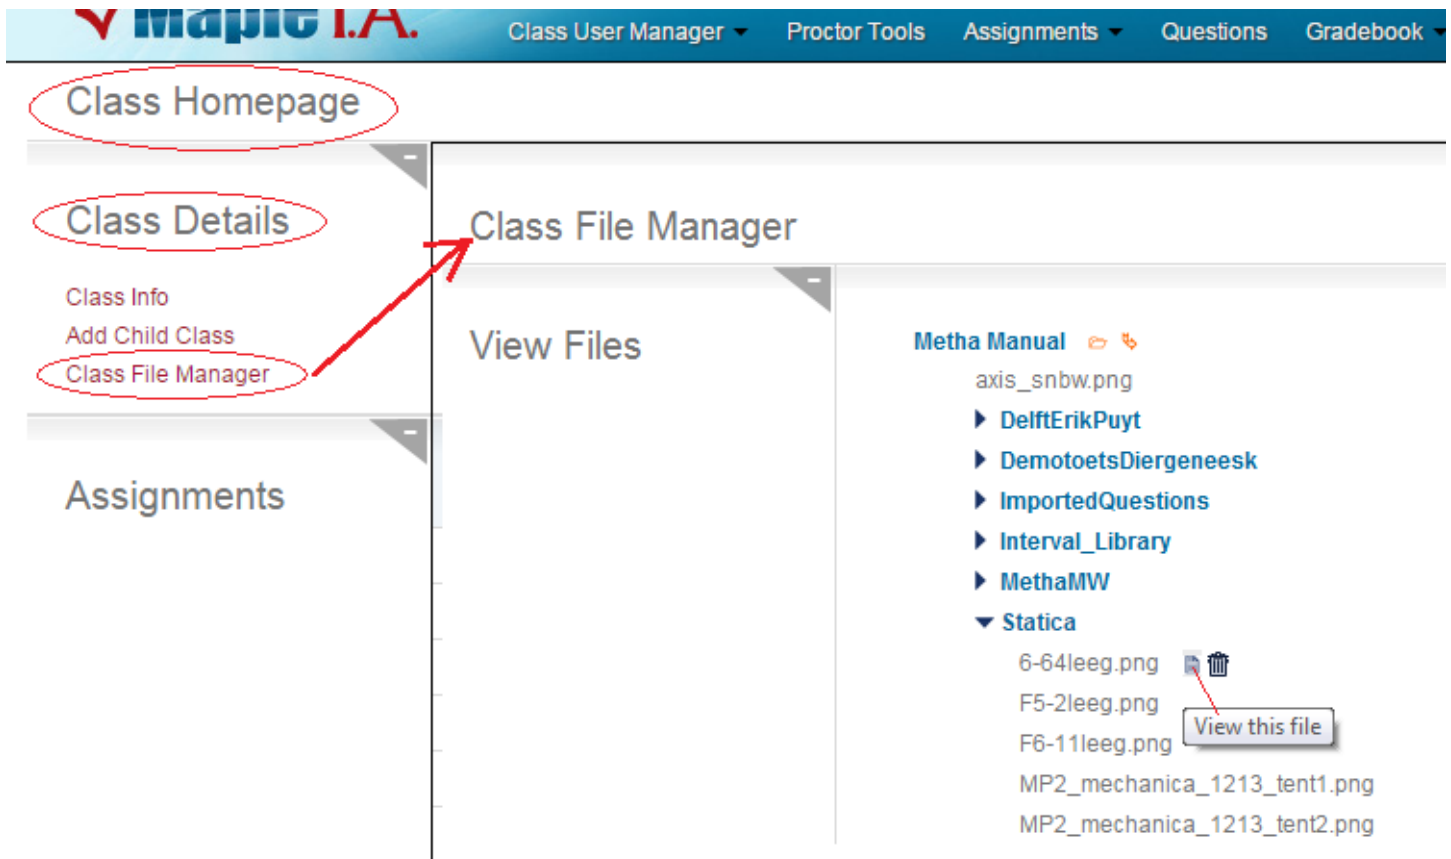 Maple T.A.
Class User Manager Proctor Tools Assignments Questions Gradebook
Class Homepage
Class Details
Class Info
Add Child Class
Class File Manager
Assignments
Class File Manager
View Files
Metha Manual
axis_snbw.png
DelftErikPuyt
DemotoetsDiergeneesk
ImportedQuestions
Interval_Library
MethaMW
Statica
6-64leeg.png
F5-2leeg.png
View this file
F6-11leeg.png
MP2_mechanica_1213_tent1.png
MP2_mechanica_1213_tent2.png